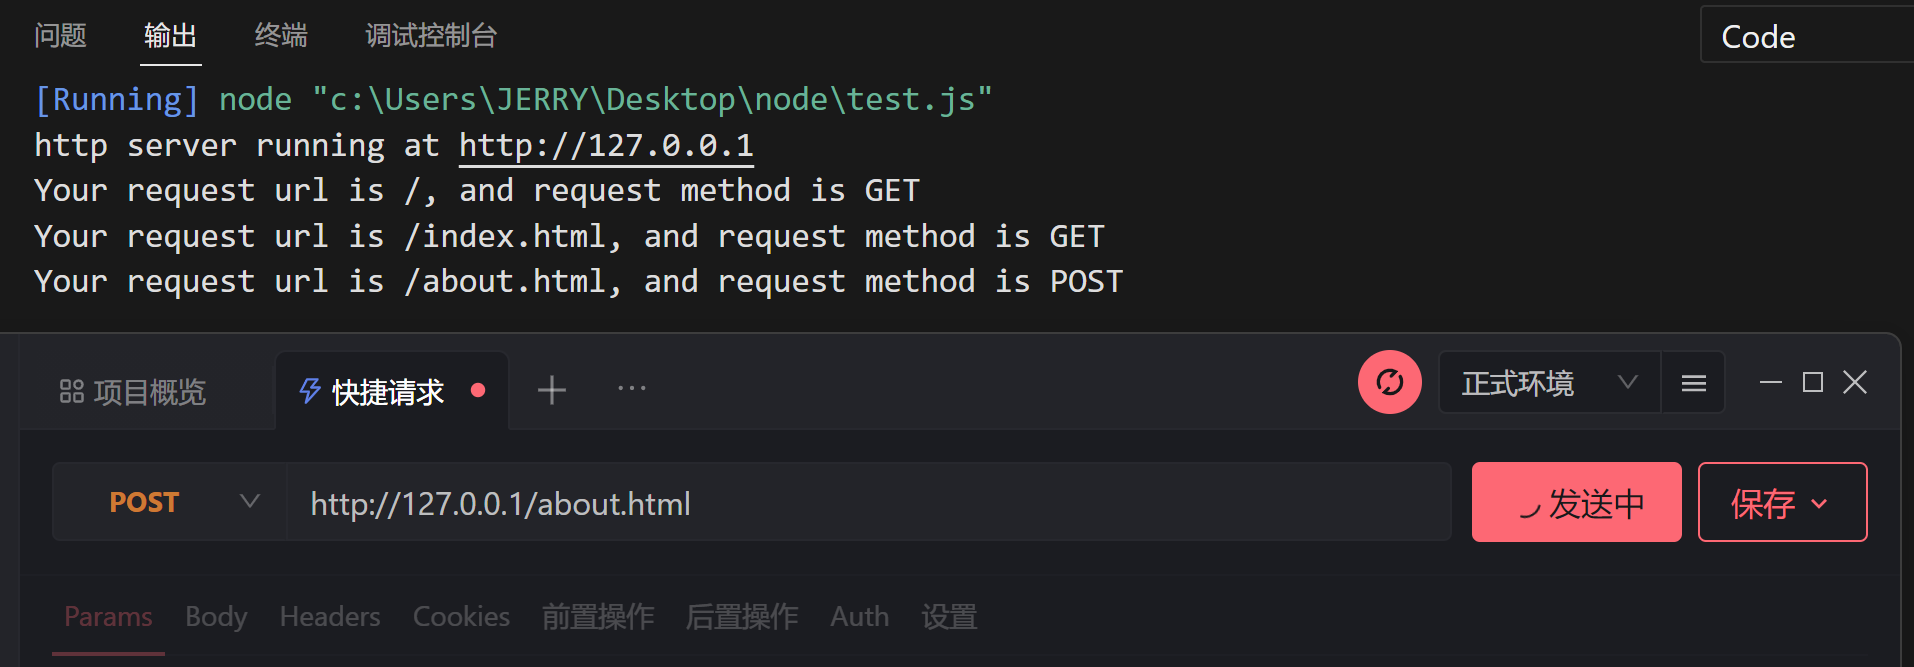 问题 输出 终端 调试控制台 Code
[Running] node "c:\Users\JERRY\Desktop\node\test.js"
http server running at http://127.0.0.1
Your request url is /, and request method is GET
Your request url is /index.html, and request method is GET
Your request url is /about.html, and request method is POST
项目概览 快捷请求 正式环境
POST http://127.0.0.1/about.html 发送中 保存
Params Body Headers Cookies 前置操作 后置操作 Auth 设置